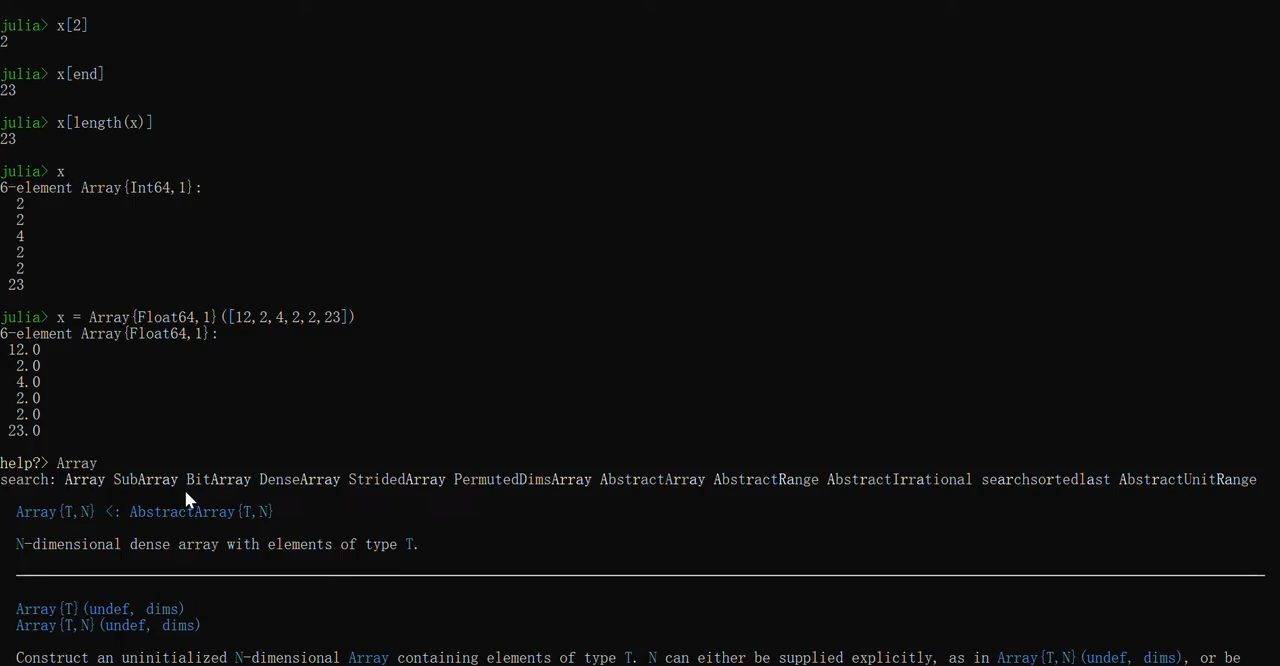 julia> x[2]
2
julia> x[end]
23
julia> x[length(x)]
23
julia> x
6-element Array{Int64,1}:
2
2
4
2
2
23
julia> x = Array{Float64,1}([12,2,4,2,2,23])
6-element Array{Float64,1}:
12.0
2.0
4.0
2.0
2.0
23.0
help?> Array
search: Array SubArray BitArray DenseArray StridedArray PermutedDimsArray AbstractArray AbstractRange AbstractIrrational searchsortedlast AbstractUnitRange
Array{T,N} <: AbstractArray{T,N}
N-dimensional dense array with elements of type T.
Array{T}(undef, dims)
Array{T,N}(undef, dims)
Construct an uninitialized N-dimensional Array containing elements of type T. N can either be supplied explicitly, as in Array{T,N}(undef, dims), or be